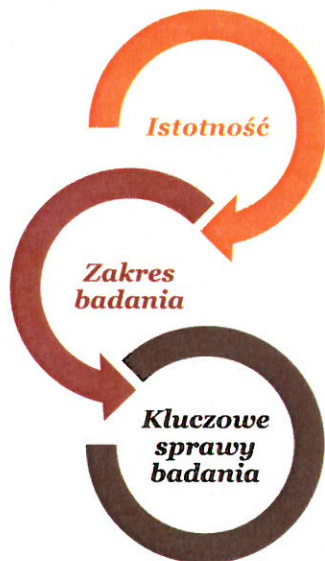 Istotność
Zakres
badania
Kluczowe
sprawy
badania